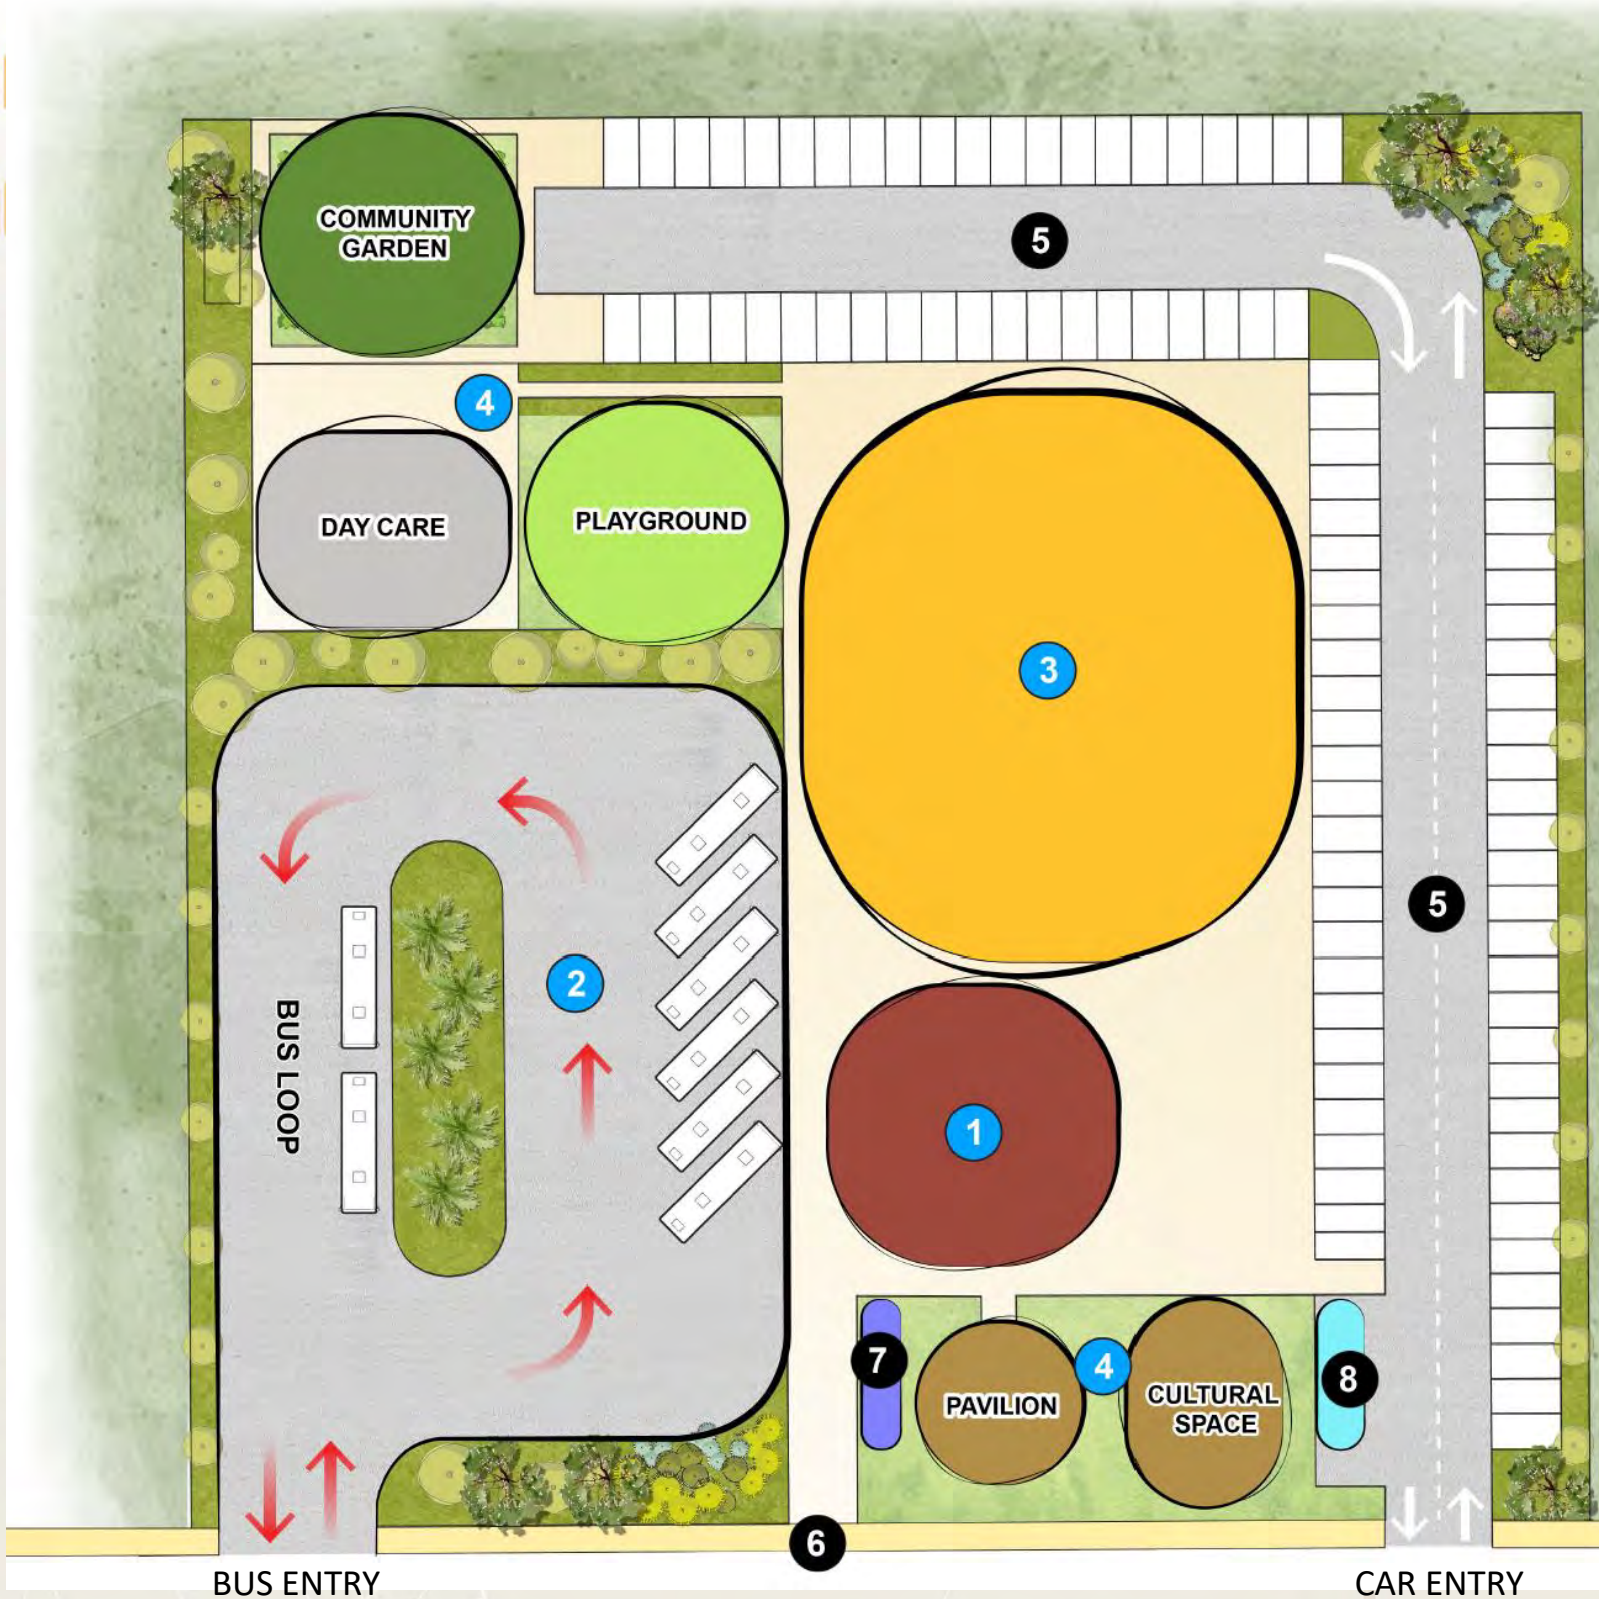 COMMUNITY
GARDEN
5
4
DAY CARE
PLAYGROUND
3
5
2
BUS LOOP
1
7
PAVILION
4
CULTURAL
SPACE
8
6
BUS ENTRY
CAR ENTRY